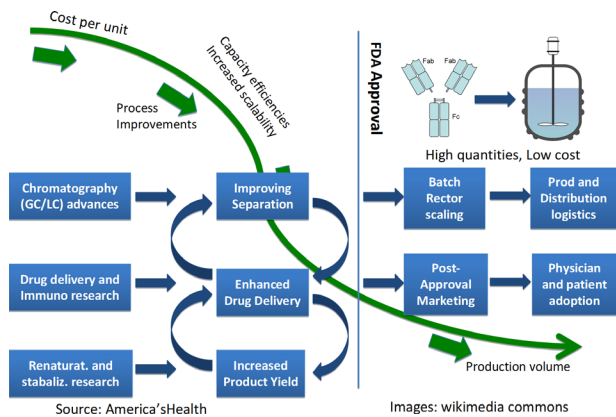 Cost per unit
Process
Improvements
Capacity efficiencies
Increased scalability
FDA Approval
Fab
Fab
Fc
High quantities, Low cost
Chromatography
(GC/LC) advances
Improving
Separation
Batch
Rector
scaling
Prod and
Distribution
logistics
Drug delivery and
Immuno research
Enhanced
Drug Delivery
Post-
Approval
Marketing
Physician
and patient
adoption
Renaturat. and
stabaliz. research
Increased
Product Yield
Production volume
Source: America'sHealth
Images: wikimedia commons